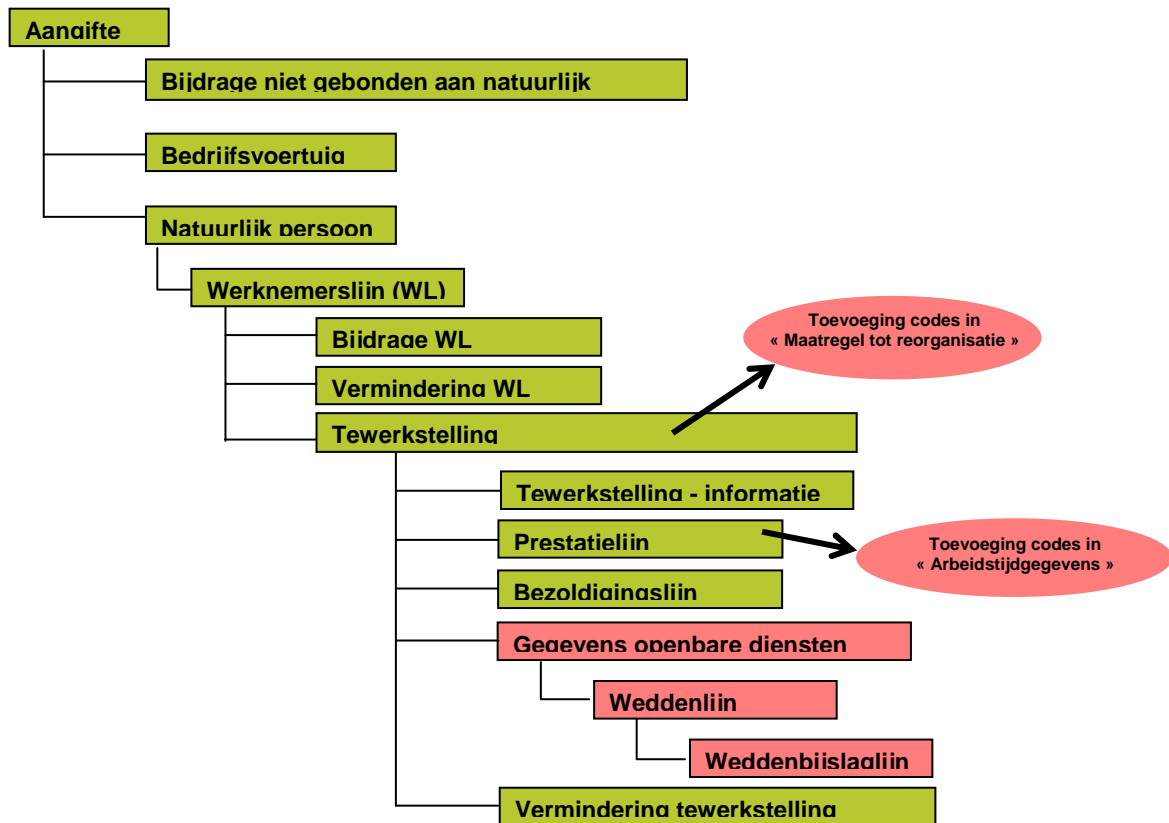 Aangifte
Bijdrage niet gebonden aan natuurlijk
Bedrijfsvoertuig
Natuurlijk persoon
Werknemerslijn (WL)
Toevoeging codes in
« Maatregel tot reorganisatie »
Bijdrage WL
Vermindering WL
Tewerkstelling
Tewerkstelling - informatie
Prestatielijn
Toevoeging codes in
« Arbeidstijdgegevens »
Bezoldigingslijn
Gegevens openbare diensten
Weddenlijn
Weddenbijslaglijn
Vermindering tewerkstelling